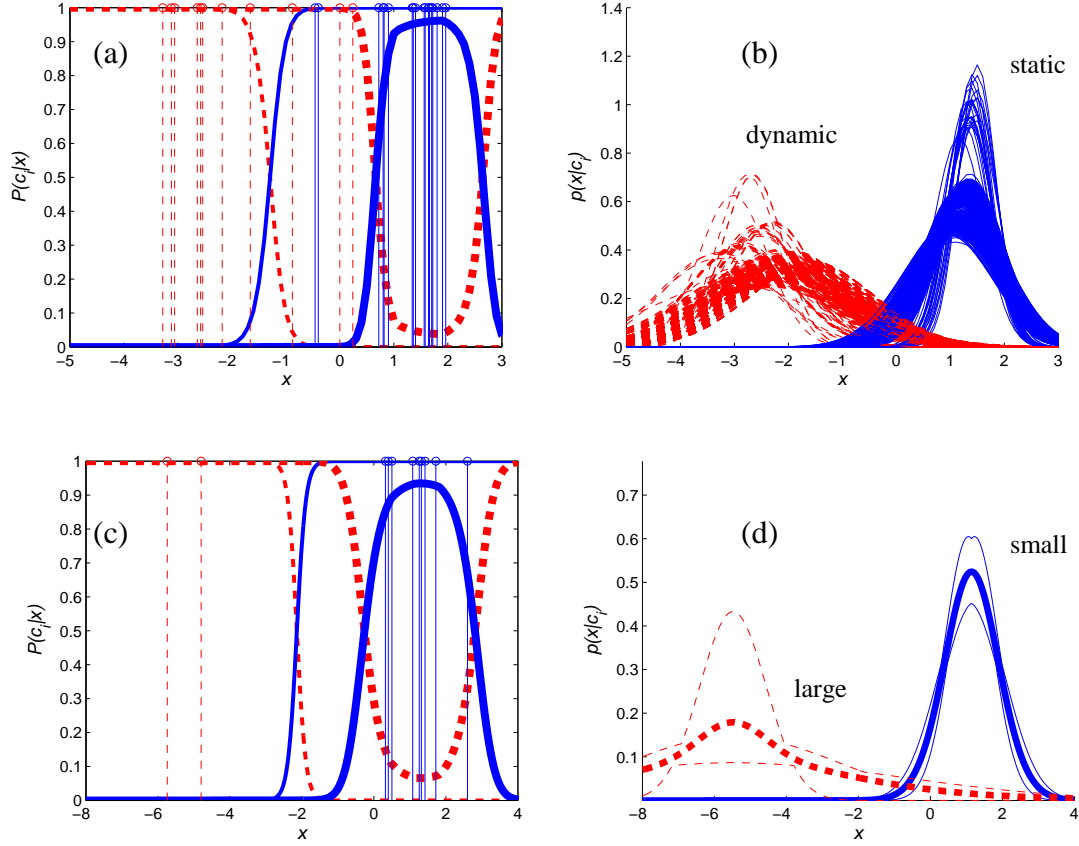 (a)
P(c_i|x)
1
0.9
0.8
0.7
0.6
0.5
0.4
0.3
0.2
0.1
0
−5 −4 −3 −2 −1 0 1 2 3
x
(b)
static
dynamic
p(x|c_i)
1.4
1.2
1
0.8
0.6
0.4
0.2
0
−5 −4 −3 −2 −1 0 1 2 3
x
(c)
P(c_i|x)
1
0.9
0.8
0.7
0.6
0.5
0.4
0.3
0.2
0.1
0
−8 −6 −4 −2 0 2 4
x
(d)
small
large
p(x|c_i)
0.7
0.6
0.5
0.4
0.3
0.2
0.1
−8 −6 −4 −2 0 2 4
x